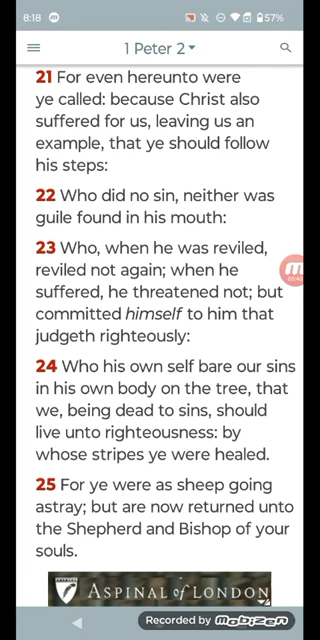 8:18
57%
1 Peter 2
21 For even hereunto were
ye called: because Christ also
suffered for us, leaving us an
example, that ye should follow
his steps:
22 Who did no sin, neither was
guile found in his mouth:
23 Who, when he was reviled,
reviled not again; when he
suffered, he threatened not; but
committed himself to him that
judgeth righteously:
24 Who his own self bare our sins
in his own body on the tree, that
we, being dead to sins, should
live unto righteousness: by
whose stripes ye were healed.
25 For ye were as sheep going
astray; but are now returned unto
the Shepherd and Bishop of your
souls.
ASPINAL of LONDON
Recorded by Mobizen